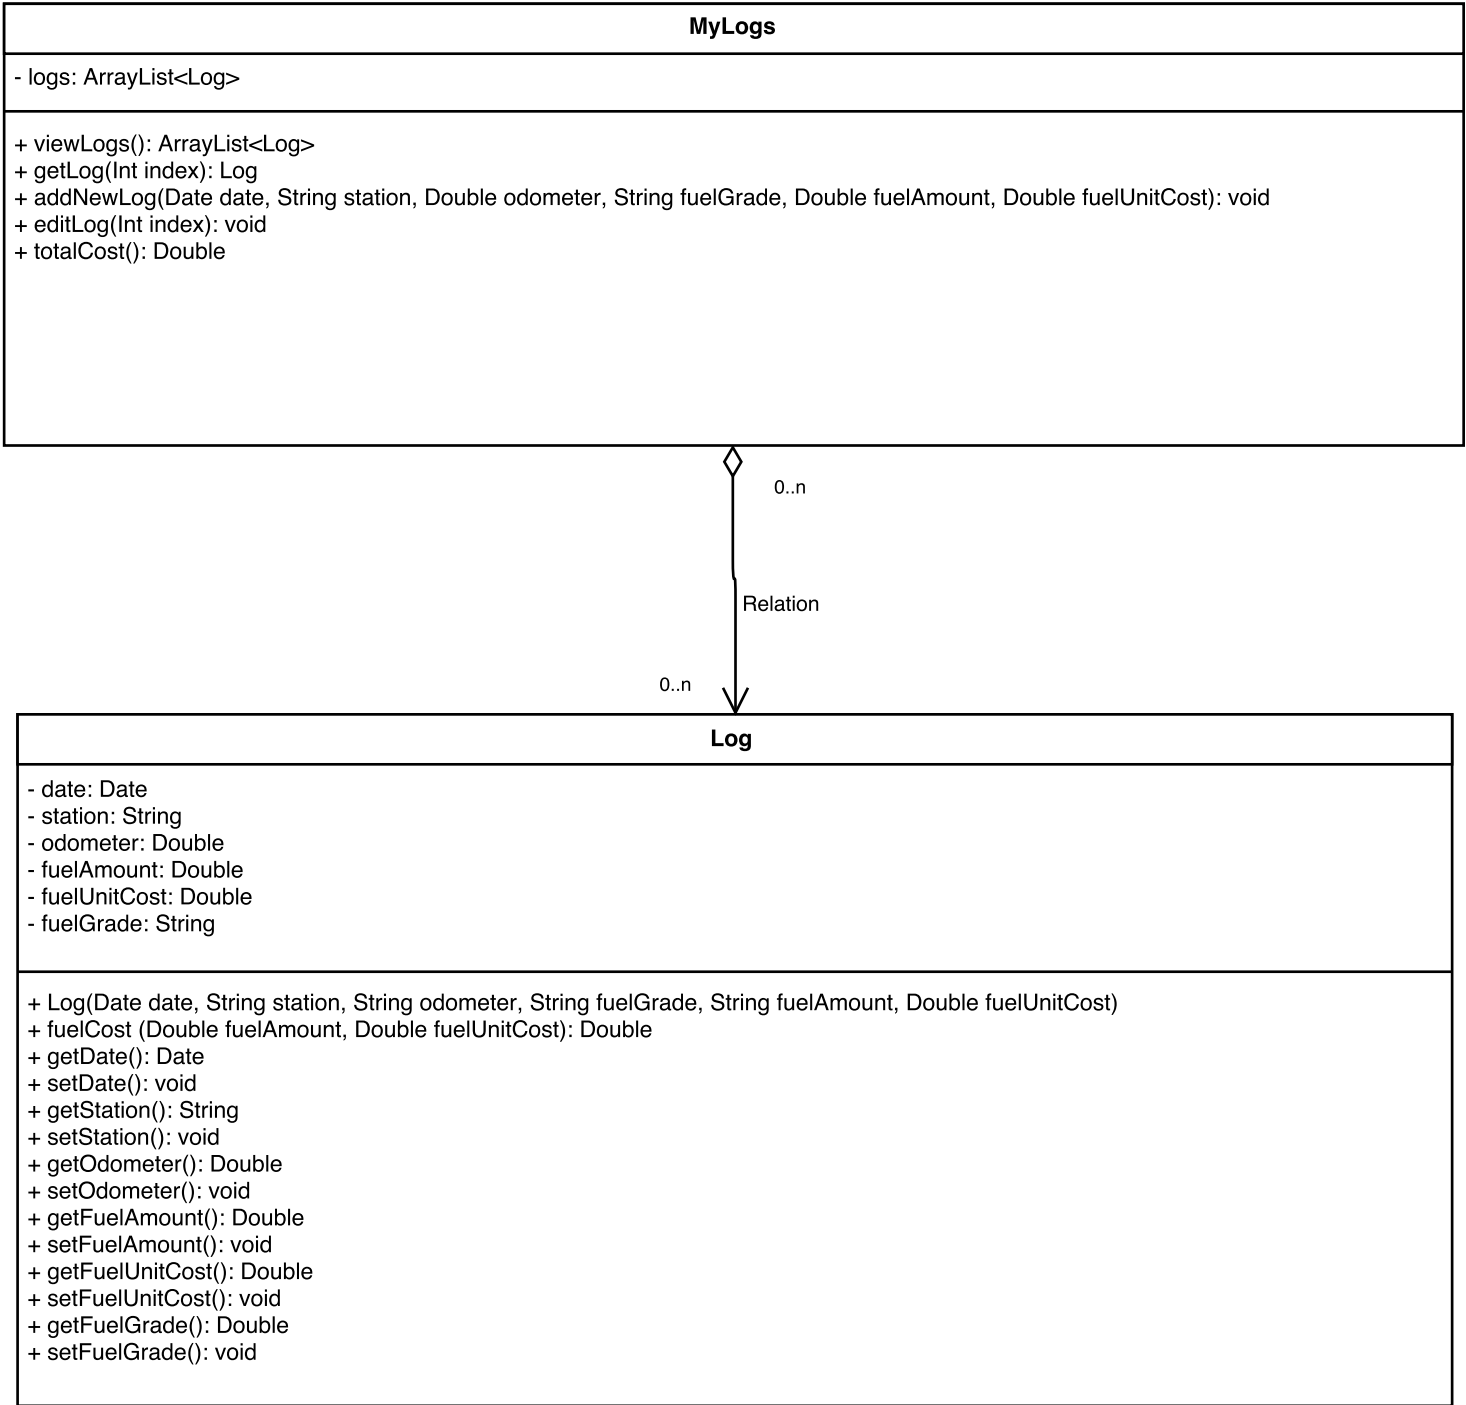 MyLogs
- logs: ArrayList<Log>
+ viewLogs(): ArrayList<Log>
+ getLog(Int index): Log
+ addNewLog(Date date, String station, Double odometer, String fuelGrade, Double fuelAmount, Double fuelUnitCost): void
+ editLog(Int index): void
+ totalCost(): Double
0..n
Relation
0..n
Log
- date: Date
- station: String
- odometer: Double
- fuelAmount: Double
- fuelUnitCost: Double
- fuelGrade: String
+ Log(Date date, String station, String odometer, String fuelGrade, String fuelAmount, Double fuelUnitCost)
+ fuelCost (Double fuelAmount, Double fuelUnitCost): Double
+ getDate(): Date
+ setDate(): void
+ getStation(): String
+ setStation(): void
+ getOdometer(): Double
+ setOdometer(): void
+ getFuelAmount(): Double
+ setFuelAmount(): void
+ getFuelUnitCost(): Double
+ setFuelUnitCost(): void
+ getFuelGrade(): Double
+ setFuelGrade(): void